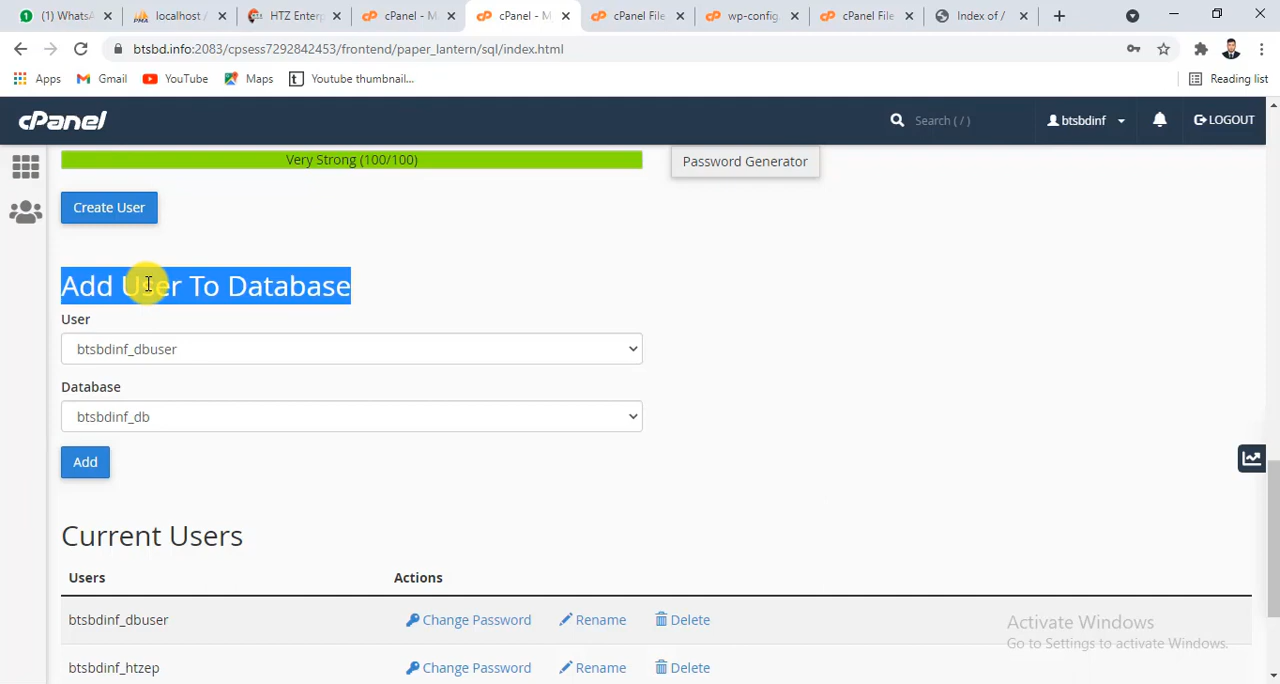 (1) WhatsA
localhost /
HTZ Enter
cPanel - M
cPanel - M
cPanel File
wp-config.
cPanel File
Index of /
btsbd.info:2083/cpsess7292842453/frontend/paper_lantern/sql/index.html
Apps
Gmail
YouTube
Maps
Youtube thumbnail...
Reading list
cPanel
Search ( / )
btsbdinf
LOGOUT
Very Strong (100/100)
Password Generator
Create User
Add User To Database
User
btsbdinf_dbuser
Database
btsbdinf_db
Add
Current Users
Users
Actions
btsbdinf_dbuser
Change Password
Rename
Delete
btsbdinf_htzep
Change Password
Rename
Delete
Activate Windows
Go to Settings to activate Windows.